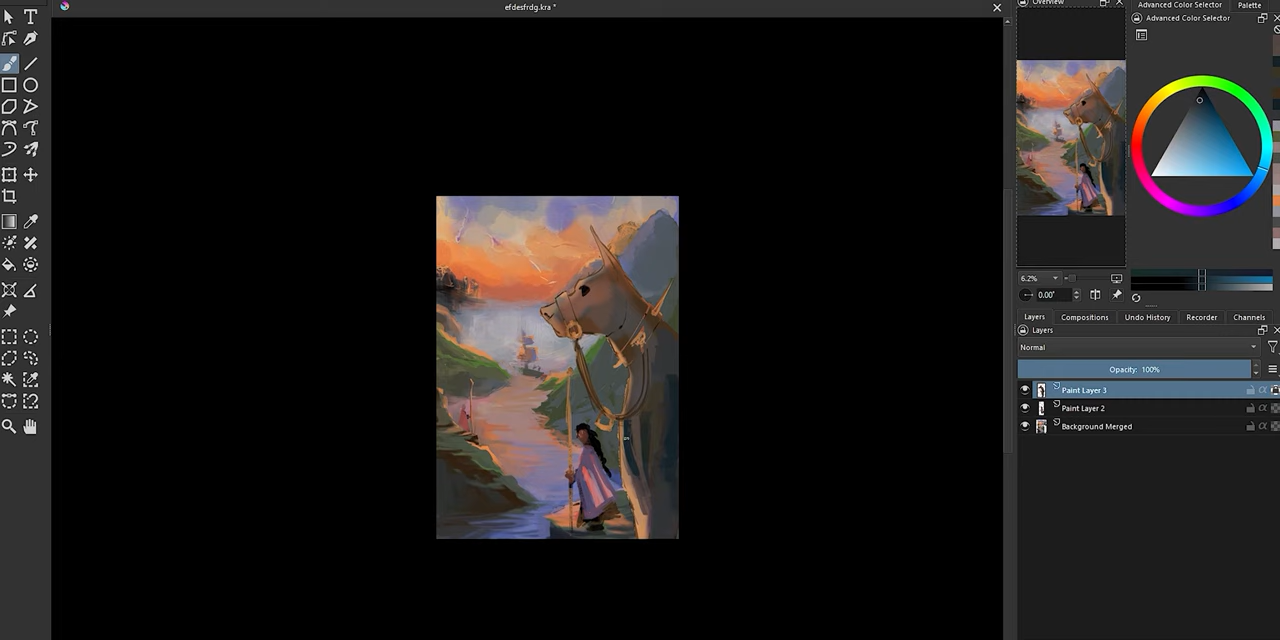 efdesfrdg.kra *
Overview
Advanced Color Selector
Palette
Advanced Color Selector
6.2%
0.00°
Layers
Compositions
Undo History
Recorder
Channels
Layers
Normal
Opacity: 100%
Paint Layer 3
Paint Layer 2
Background Merged